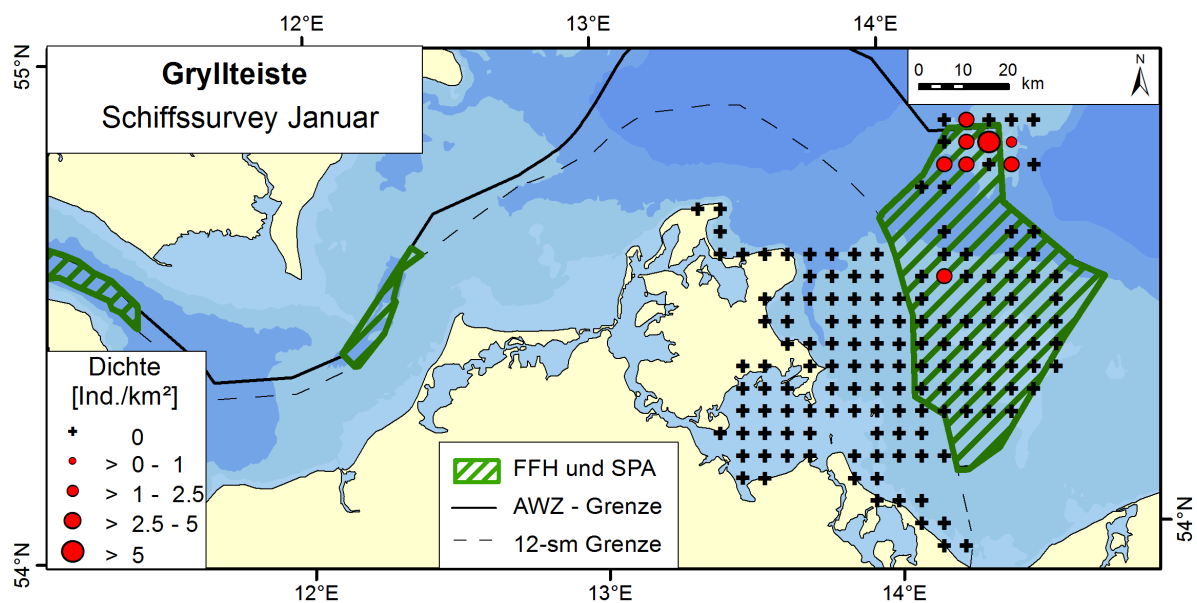 12°E
13°E
14°E
55°N
Gryllteiste
Schiffssurvey Januar
0 10 20
km
N
Dichte
[Ind./km²]
0
> 0 - 1
> 1 - 2.5
> 2.5 - 5
> 5
FFH und SPA
AWZ - Grenze
12-sm Grenze
54°N
54°N
12°E
13°E
14°E